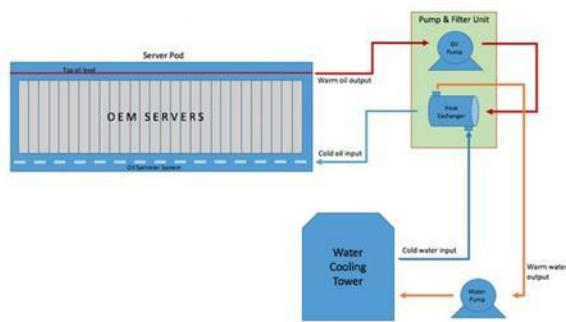 Pump & Filter Unit
Oil
Pump
Server Pod
Top oil level
Warm oil output
OEM SERVERS
Heat
Exchanger
Cold oil input
Oil Sprinkler System
Water
Cooling
Tower
Cold water input
Warm water
output
Water
Pump